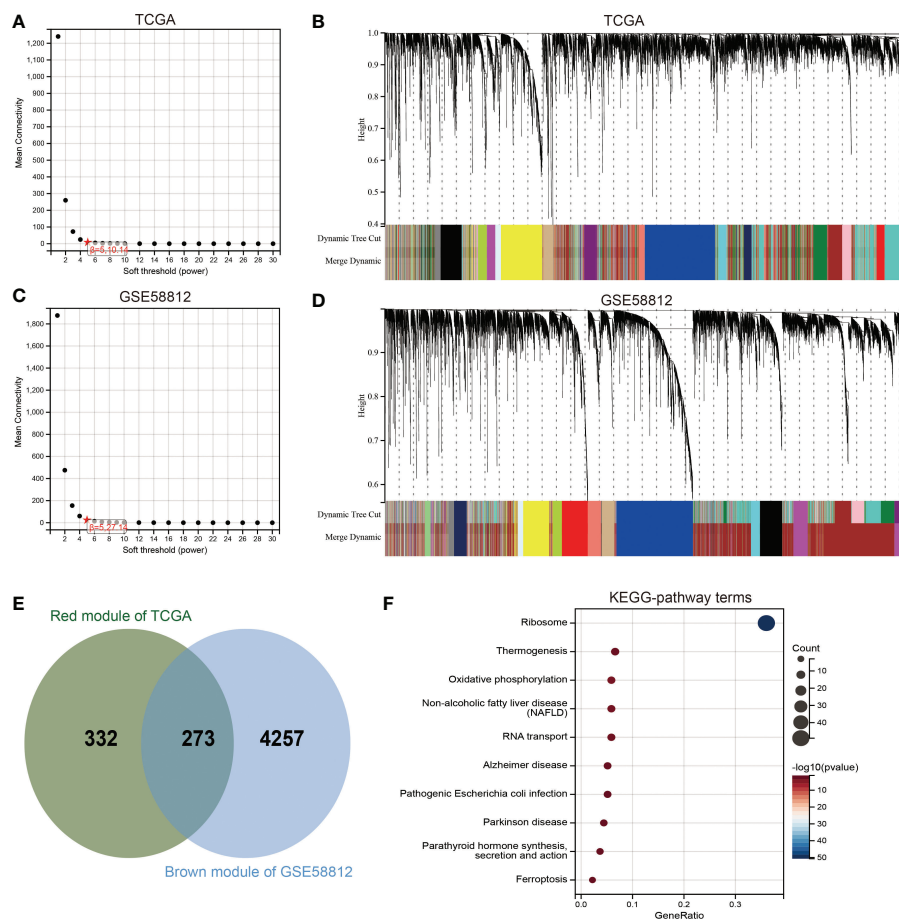 A
TCGA
1,200
1,100
1,000
900
800
700
600
500
400
300
200
100
0
Mean Connectivity
β=5,10.14
2 4 6 8 10 12 14 16 18 20 22 24 26 28 30
Soft threshold (power)
B
TCGA
1.0
0.9
0.8
0.7
0.6
0.5
0.4
Height
Dynamic Tree Cut
Merge Dynamic
C
GSE58812
1,800
1,600
1,400
1,200
1,000
800
600
400
200
0
Mean Connectivity
β=5,27.14
2 4 6 8 10 12 14 16 18 20 22 24 26 28 30
Soft threshold (power)
D
GSE58812
0.9
0.8
0.7
0.6
Height
Dynamic Tree Cut
Merge Dynamic
E
Red module of TCGA
332 273 4257
Brown module of GSE58812
F
KEGG-pathway terms
Ribosome
Thermogenesis
Oxidative phosphorylation
Non-alcoholic fatty liver disease
(NAFLD)
RNA transport
Alzheimer disease
Pathogenic Escherichia coli infection
Parkinson disease
Parathyroid hormone synthesis,
secretion and action
Ferroptosis
0.0 0.1 0.2 0.3
GeneRatio
Count
10
20
30
40
50
-log10(pvalue)
10
20
30
40
50